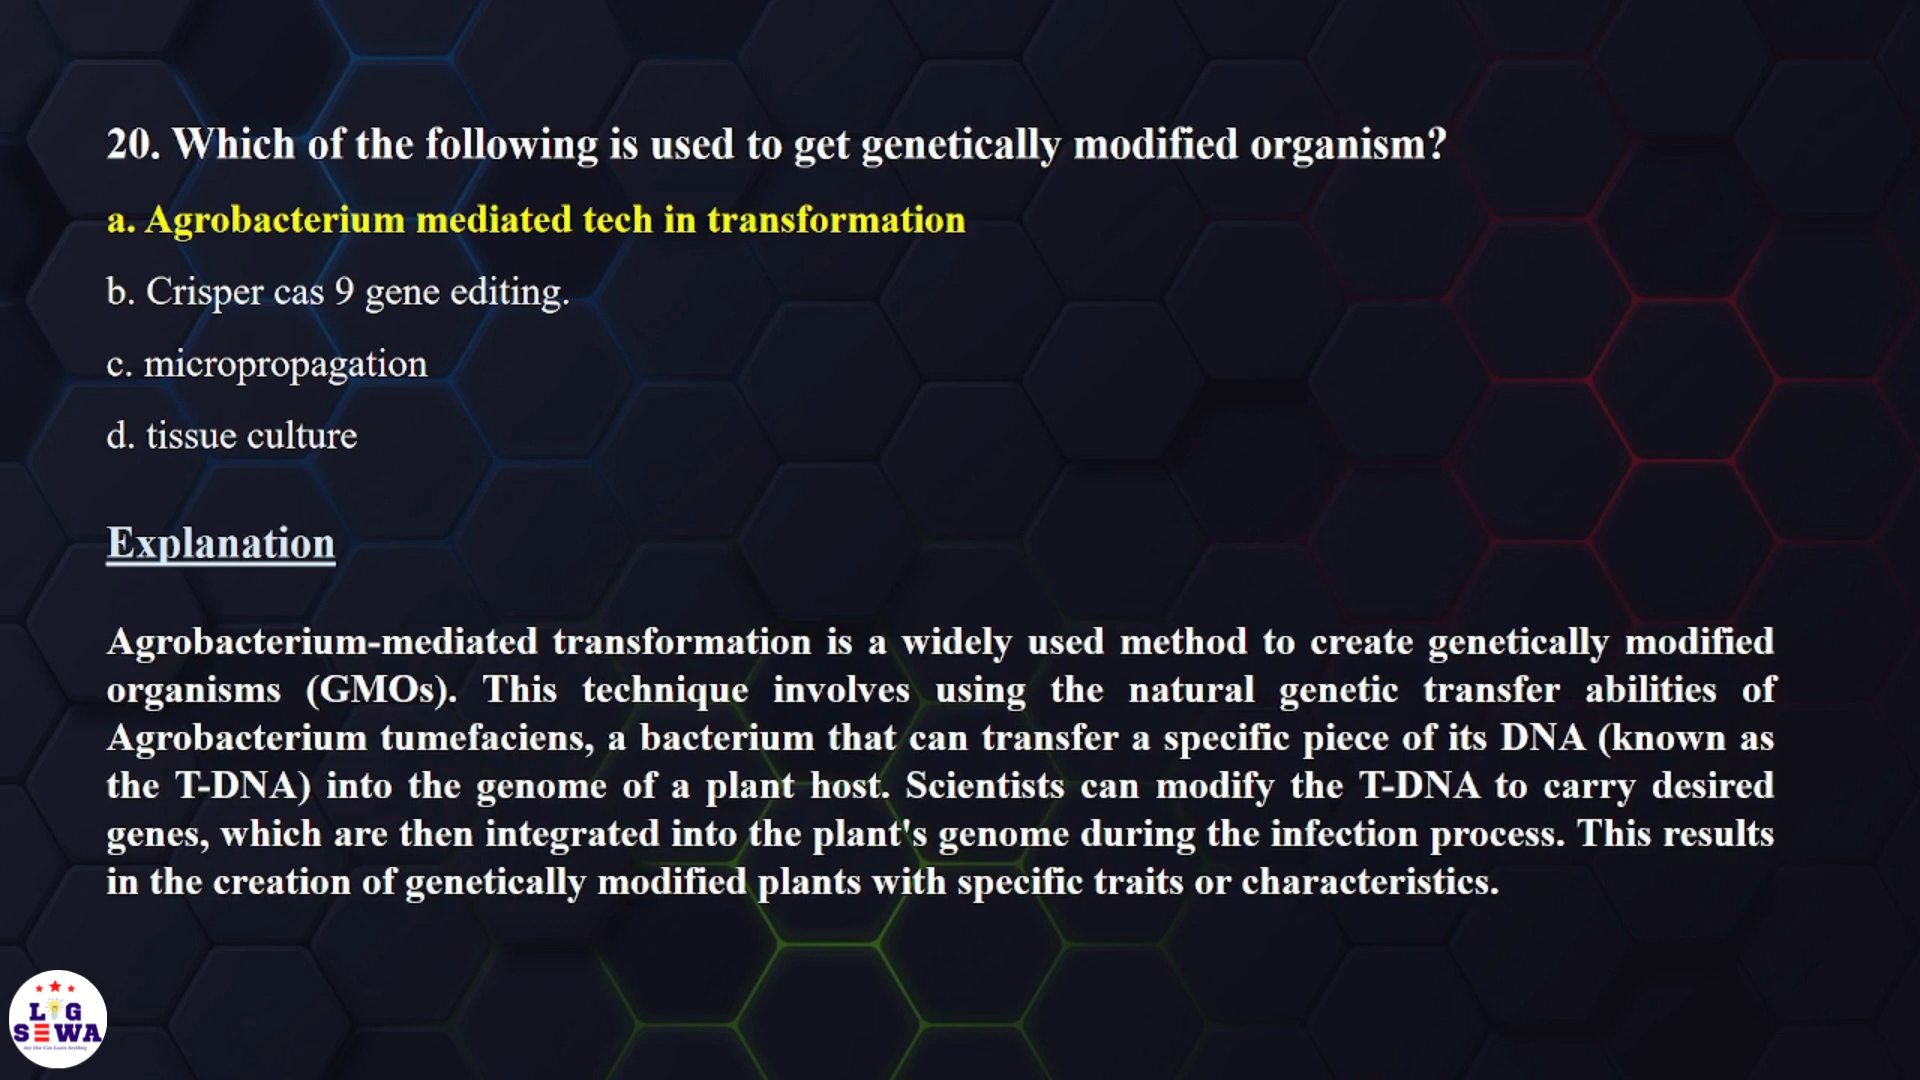 20. Which of the following is used to get genetically modified organism?
a. Agrobacterium mediated tech in transformation
b. Crisper cas 9 gene editing.
c. micropropagation
d. tissue culture
Explanation
Agrobacterium-mediated transformation is a widely used method to create genetically modified
organisms (GMOs). This technique involves using the natural genetic transfer abilities of
Agrobacterium tumefaciens, a bacterium that can transfer a specific piece of its DNA (known as
the T-DNA) into the genome of a plant host. Scientists can modify the T-DNA to carry desired
genes, which are then integrated into the plant's genome during the infection process. This results
in the creation of genetically modified plants with specific traits or characteristics.
L G
SEWA
Any One Can Learn Anything